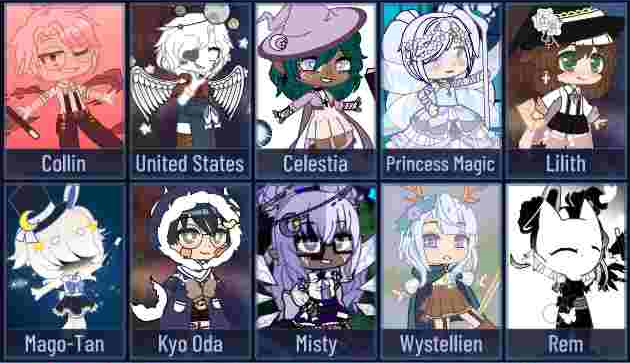 Collin
United States
Celestia
Princess Magic
Lilith
Mago-Tan
Kyo Oda
Misty
Wystellien
Rem